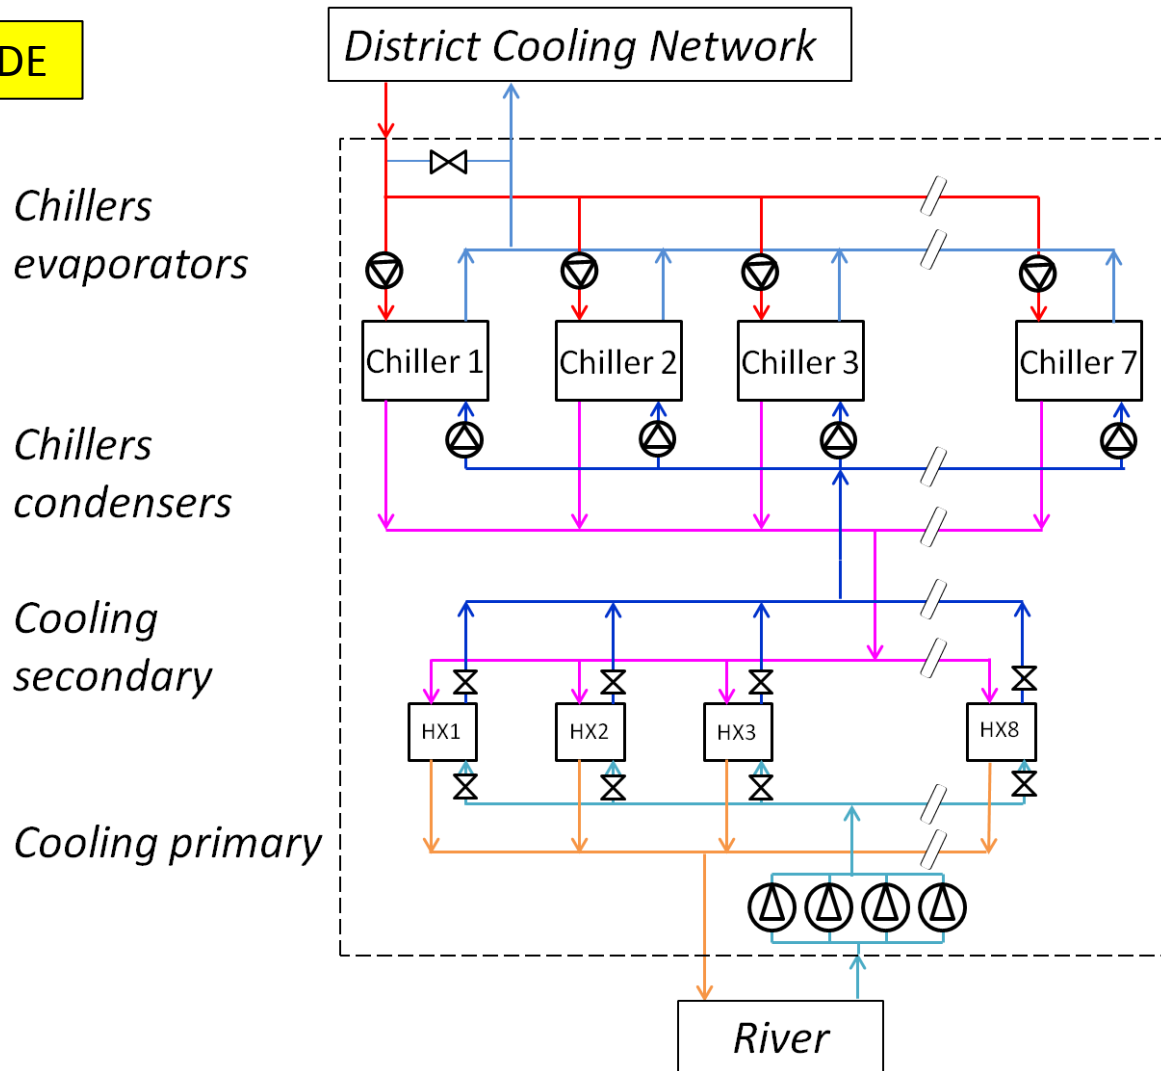 DE
District Cooling Network
Chillers
evaporators
Chiller 1
Chiller 2
Chiller 3
Chiller 7
Chillers
condensers
Cooling
secondary
HX1
HX2
HX3
HX8
Cooling primary
River